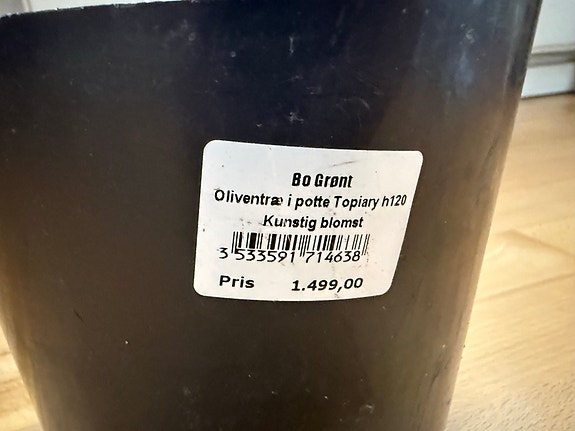 Bo Grønt
Oliventræ i potte Topiary h120
Kunstig blomst
3 533591 714638
Pris 1.499,00